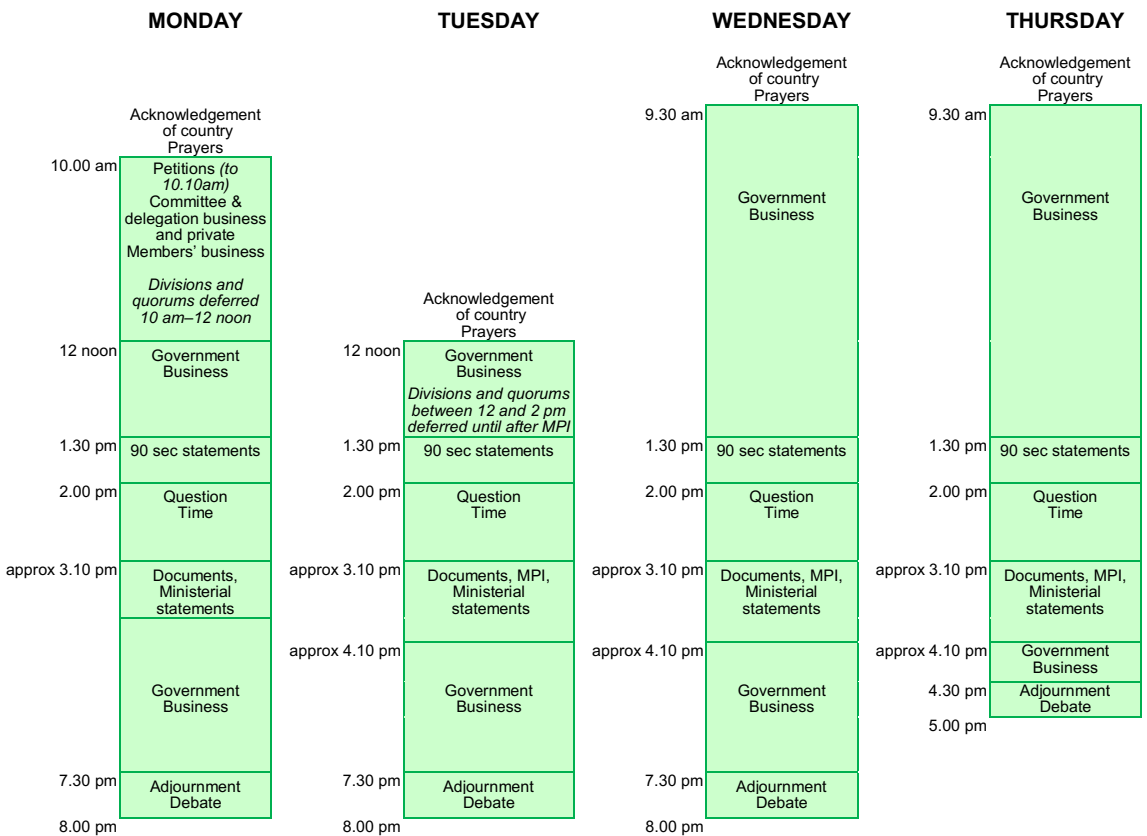 MONDAY
Acknowledgement
of country
Prayers
10.00 am
Petitions (to
10.10am)
Committee &
delegation business
and private
Members' business
Divisions and
quorums deferred
10 am–12 noon
12 noon
Government
Business
1.30 pm
90 sec statements
2.00 pm
Question
Time
approx 3.10 pm
Documents,
Ministerial
statements
Government
Business
7.30 pm
Adjournment
Debate
8.00 pm
TUESDAY
Acknowledgement
of country
Prayers
12 noon
Government
Business
Divisions and quorums
between 12 and 2 pm
deferred until after MPI
1.30 pm
90 sec statements
2.00 pm
Question
Time
approx 3.10 pm
Documents, MPI,
Ministerial
statements
approx 4.10 pm
Government
Business
7.30 pm
Adjournment
Debate
8.00 pm
WEDNESDAY
Acknowledgement
of country
Prayers
9.30 am
Government
Business
1.30 pm
90 sec statements
2.00 pm
Question
Time
approx 3.10 pm
Documents, MPI,
Ministerial
statements
approx 4.10 pm
Government
Business
7.30 pm
Adjournment
Debate
8.00 pm
THURSDAY
Acknowledgement
of country
Prayers
9.30 am
Government
Business
1.30 pm
90 sec statements
2.00 pm
Question
Time
approx 3.10 pm
Documents, MPI,
Ministerial
statements
approx 4.10 pm
Government
Business
4.30 pm
Adjournment
Debate
5.00 pm